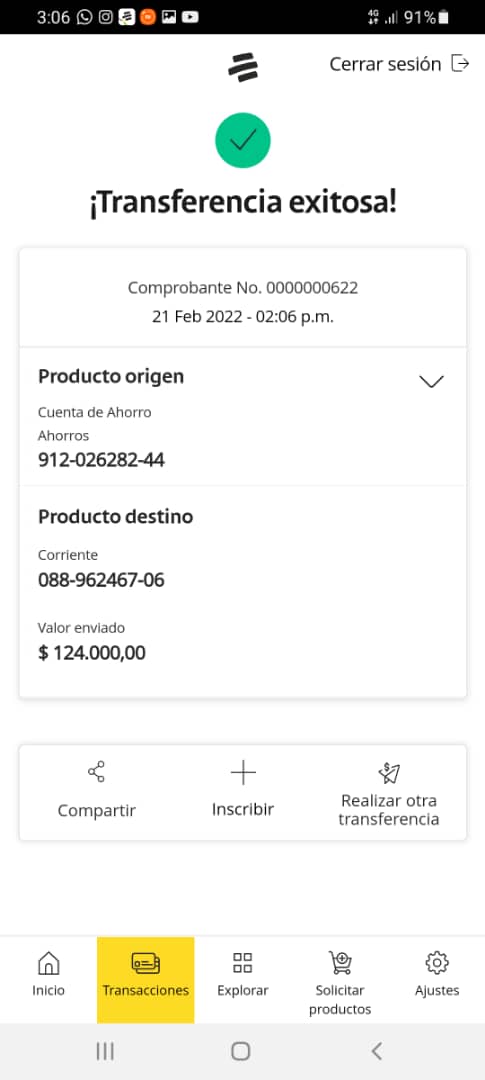 3:06
4G
91%
Cerrar sesión
¡Transferencia exitosa!
Comprobante No. 0000000622
21 Feb 2022 - 02:06 p.m.
Producto origen
Cuenta de Ahorro
Ahorros
912-026282-44
Producto destino
Corriente
088-962467-06
Valor enviado
$ 124.000,00
Compartir
Inscribir
Realizar otra
transferencia
Inicio
Transacciones
Explorar
Solicitar
productos
Ajustes